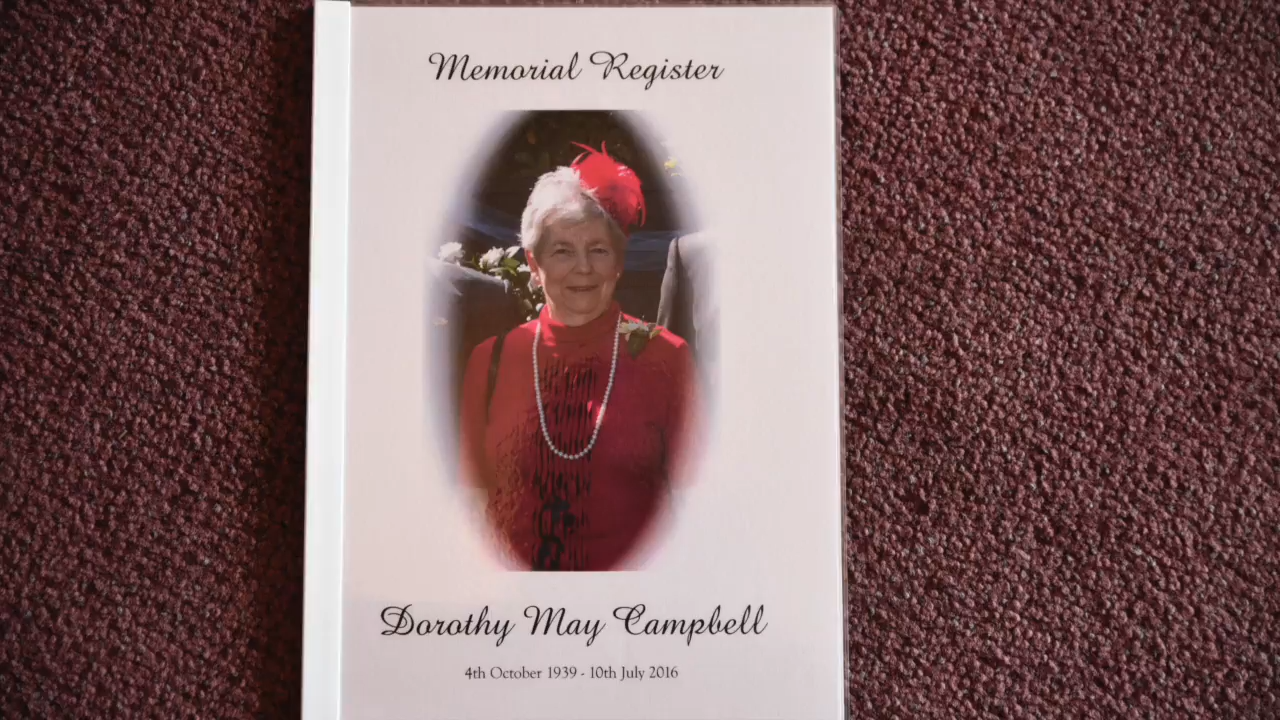 Memorial Register
Dorothy May Campbell
4th October 1939 - 10th July 2016